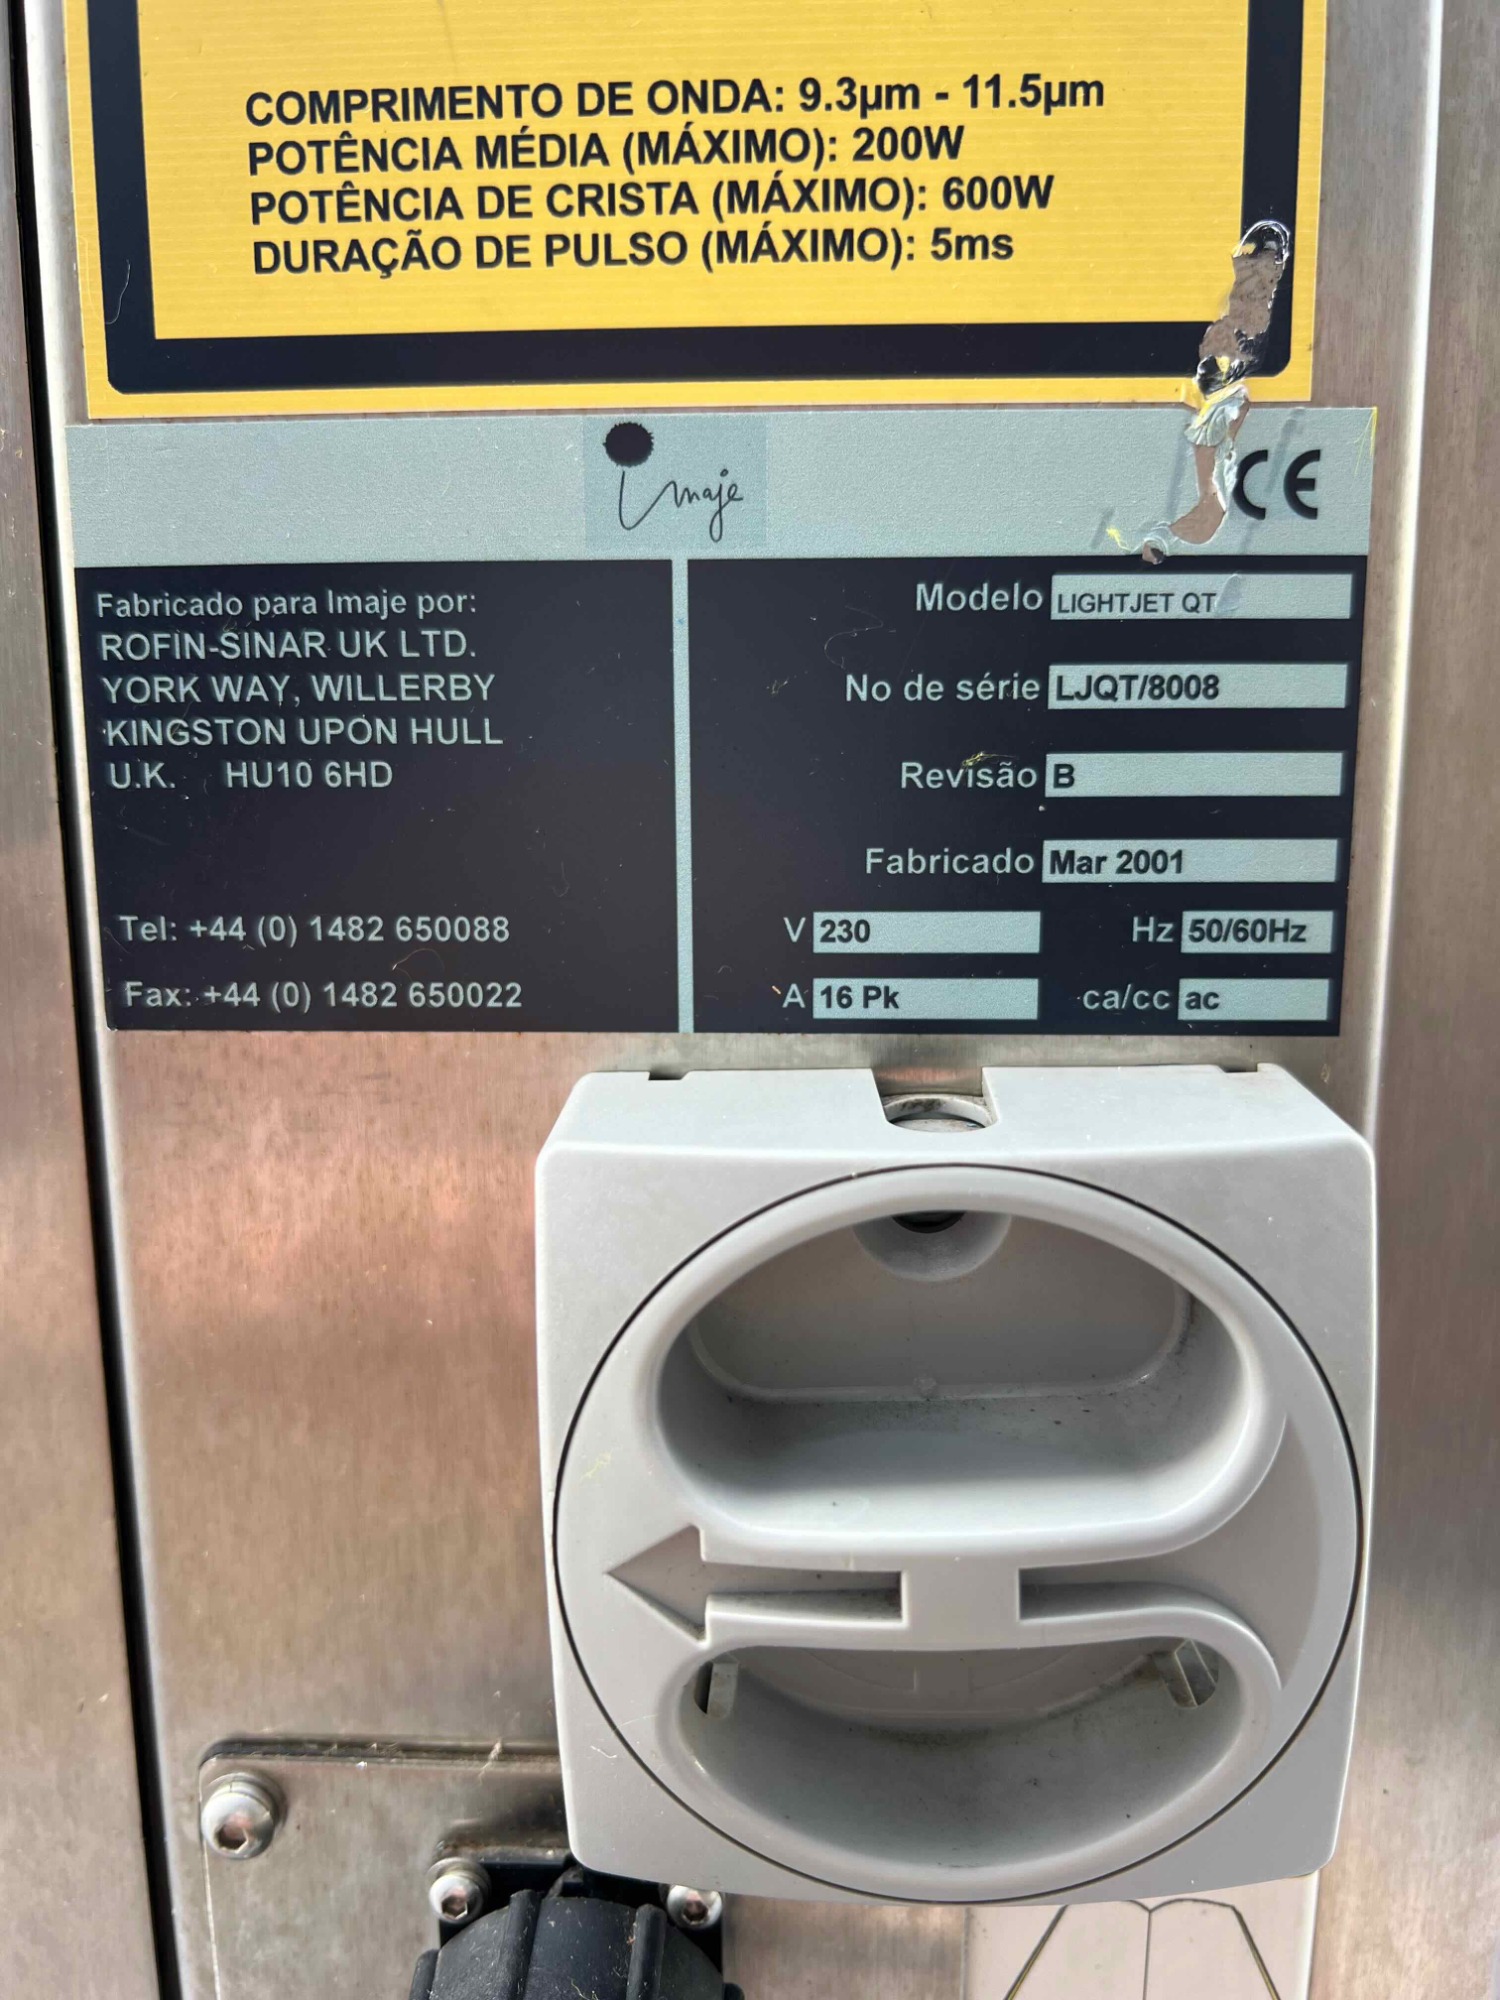 COMPRIMENTO DE ONDA: 9.3µm - 11.5µm
POTÊNCIA MÉDIA (MÁXIMO): 200W
POTÊNCIA DE CRISTA (MÁXIMO): 600W
DURAÇÃO DE PULSO (MÁXIMO): 5ms
imaje
CE
Fabricado para Imaje por:
ROFIN-SINAR UK LTD.
YORK WAY, WILLERBY
KINGSTON UPON HULL
U.K. HU10 6HD
Tel: +44 (0) 1482 650088
Fax: +44 (0) 1482 650022
Modelo LIGHTJET QT
No de série LJQT/8008
Revisão B
Fabricado Mar 2001
V 230 Hz 50/60Hz
A 16 Pk ca/cc ac